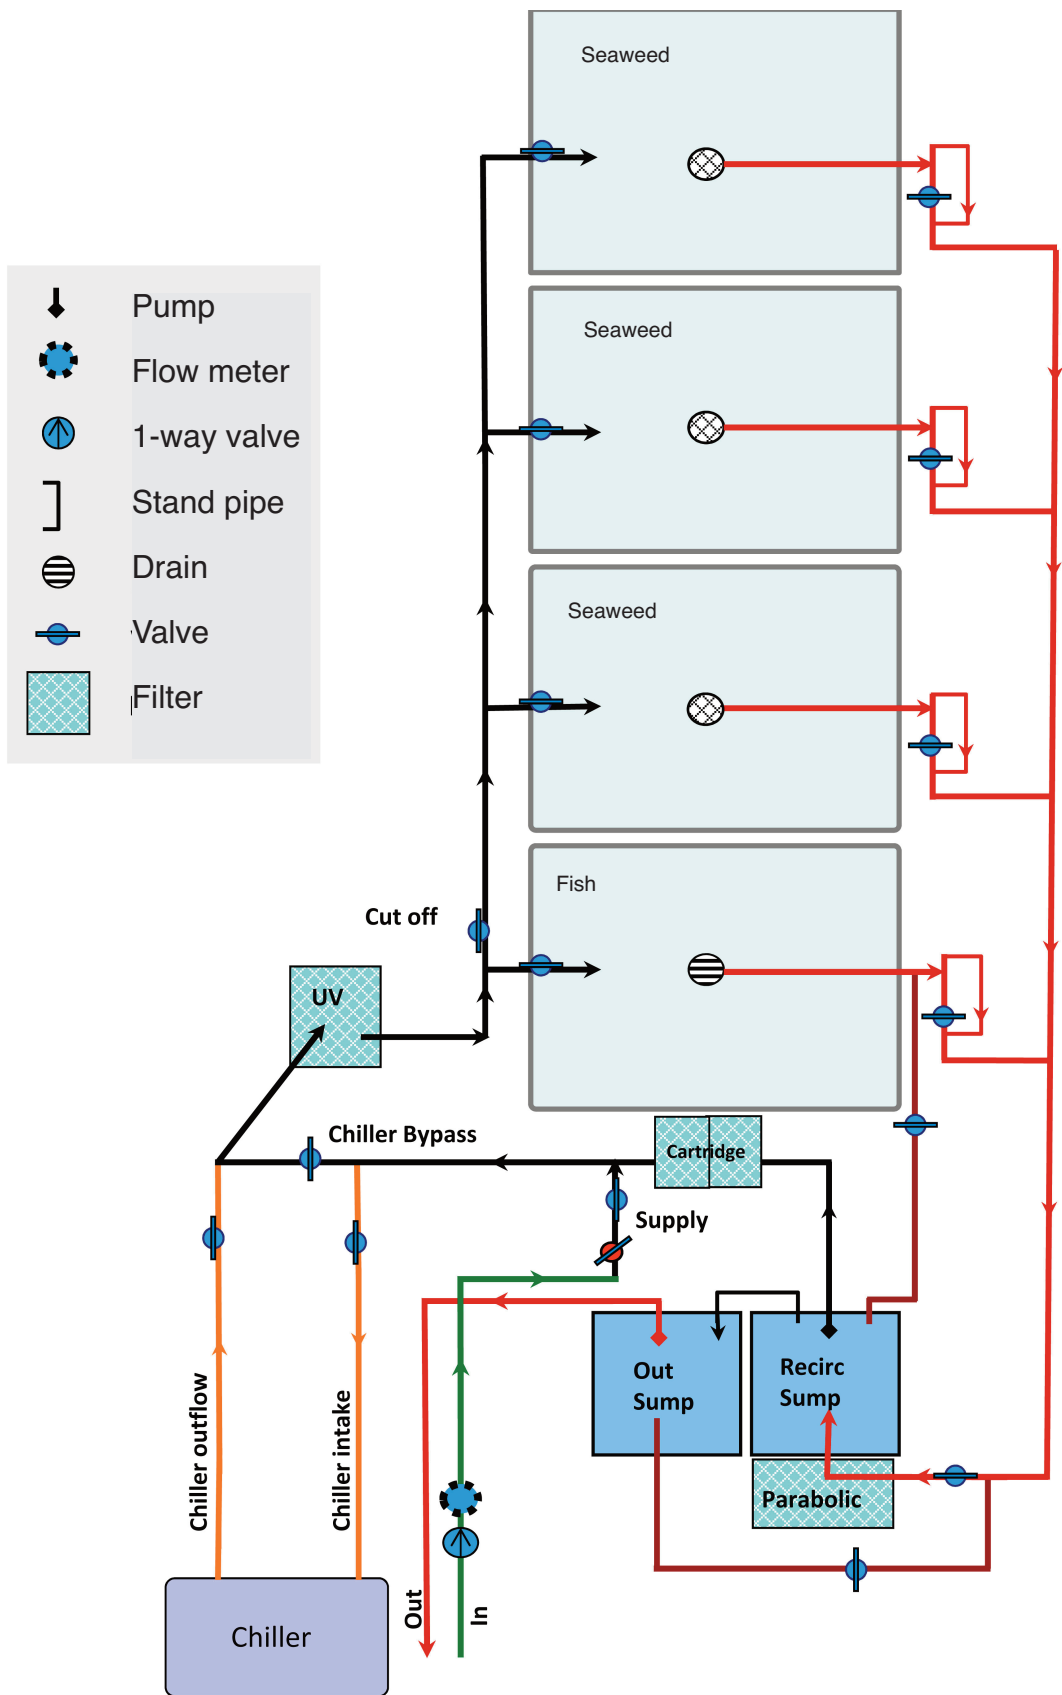 Seaweed
Seaweed
Seaweed
Fish
Pump
Flow meter
1-way valve
Stand pipe
Drain
Valve
Filter
Cut off
UV
Chiller Bypass
Cartridge
Supply
Out
Sump
Recirc
Sump
Parabolic
Chiller outflow
Chiller intake
Out
In
Chiller